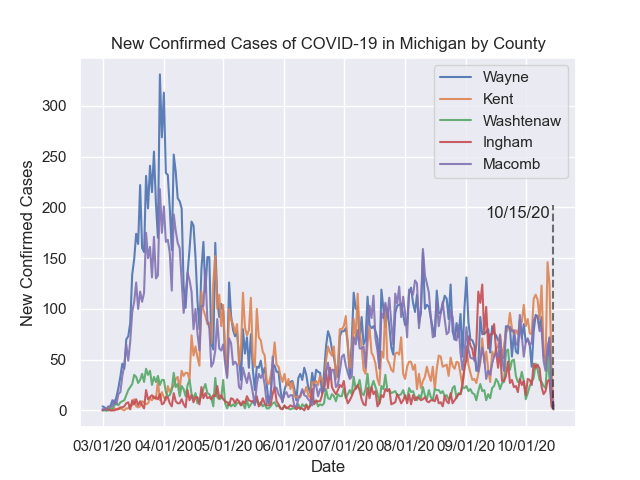 New Confirmed Cases of COVID-19 in Michigan by County
New Confirmed Cases
300
250
200
150
100
50
0
Wayne
Kent
Washtenaw
Ingham
Macomb
10/15/20
03/01/20 04/01/20 05/01/20 06/01/20 07/01/20 08/01/20 09/01/20 10/01/20
Date